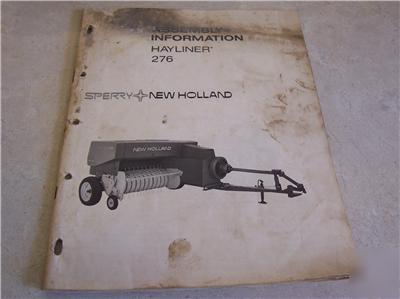 ASSEMBLY
INFORMATION
HAYLINER*
276
SPERRY NEW HOLLAND
NEW HOLLAND